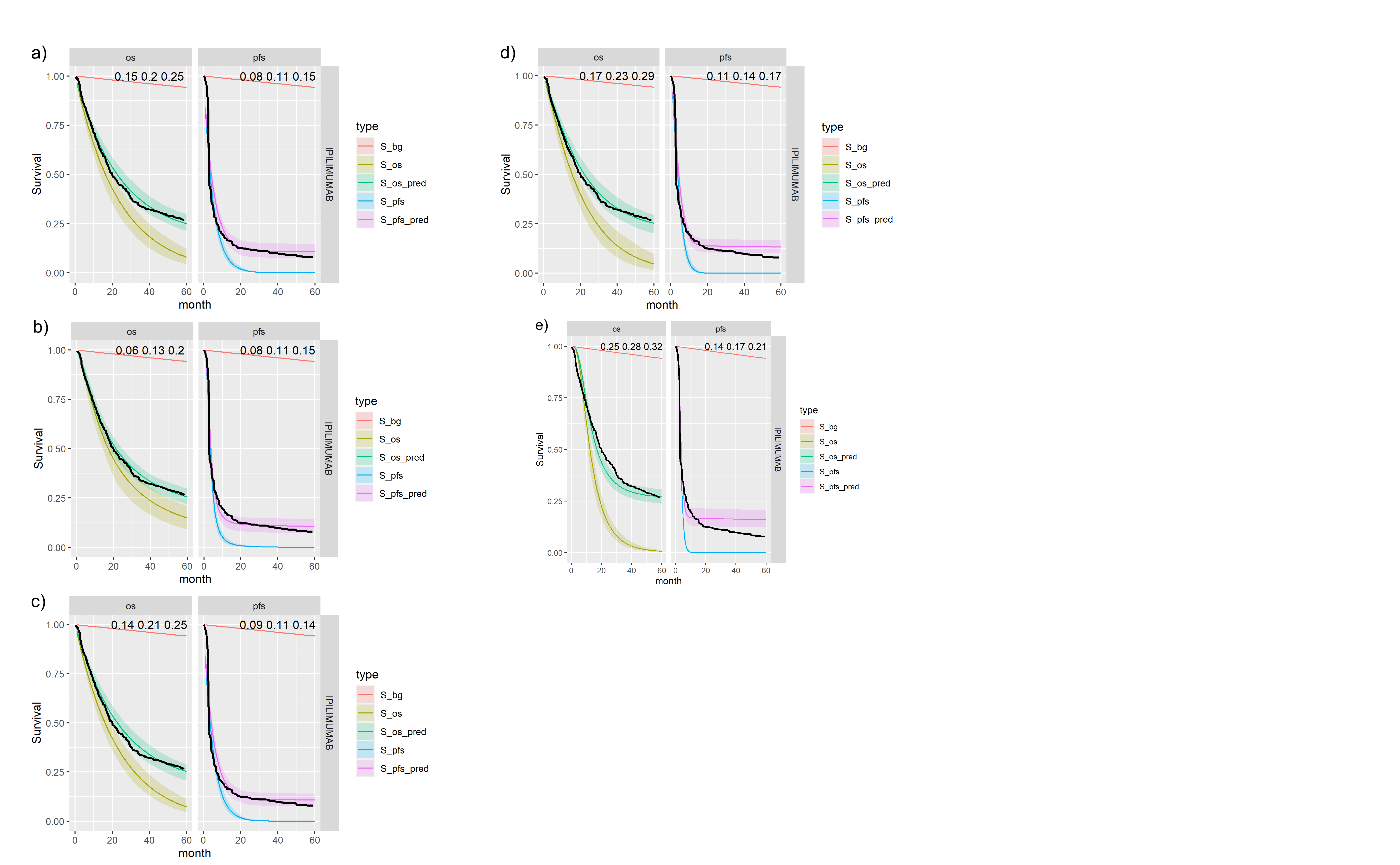 a)
os pfs
0.15 0.2 0.25 0.08 0.11 0.15
1.00
0.75
0.50
0.25
0.00
Survival
0 20 40 60 0 20 40 60
month
IPILIMUMAB
type
S_bg
S_os
S_os_pred
S_pfs
S_pfs_pred
b)
os pfs
0.06 0.13 0.2 0.08 0.11 0.15
1.00
0.75
0.50
0.25
0.00
Survival
0 20 40 60 0 20 40 60
month
IPILIMUMAB
type
S_bg
S_os
S_os_pred
S_pfs
S_pfs_pred
c)
os pfs
0.14 0.21 0.25 0.09 0.11 0.14
1.00
0.75
0.50
0.25
0.00
Survival
0 20 40 60 0 20 40 60
month
IPILIMUMAB
type
S_bg
S_os
S_os_pred
S_pfs
S_pfs_pred
d)
os pfs
0.17 0.23 0.29 0.11 0.14 0.17
1.00
0.75
0.50
0.25
0.00
Survival
0 20 40 60 0 20 40 60
month
IPILIMUMAB
type
S_bg
S_os
S_os_pred
S_pfs
S_pfs_pred
e)
os pfs
0.25 0.28 0.32 0.14 0.17 0.21
1.00
0.75
0.50
0.25
0.00
Survival
0 20 40 60 0 20 40 60
month
IPILIMUMAB
type
S_bg
S_os
S_os_pred
S_pfs
S_pfs_pred